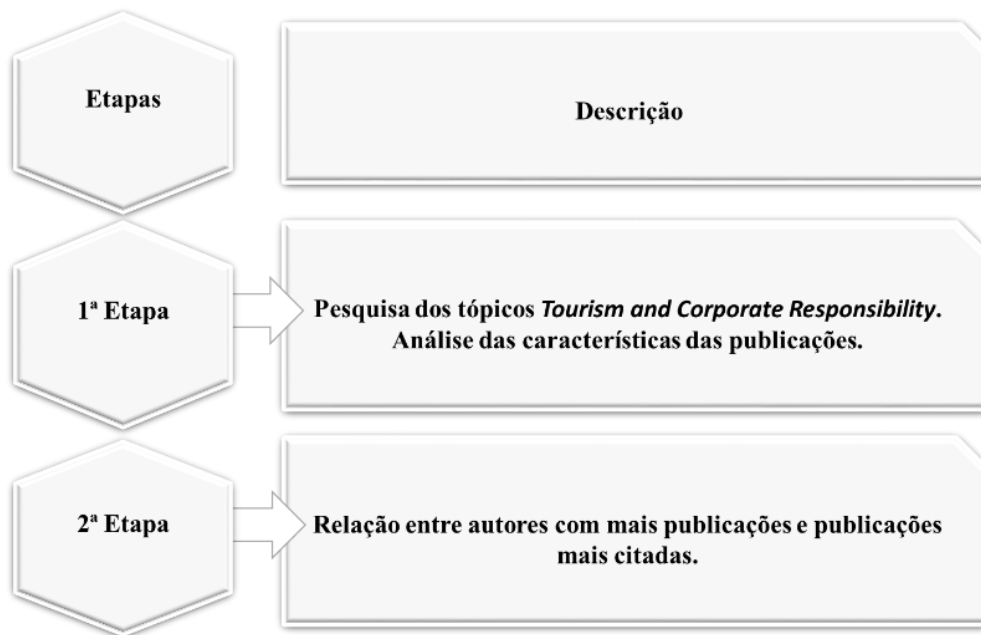 Etapas
Descrição
1ª Etapa
Pesquisa dos tópicos Tourism and Corporate Responsibility.
Análise das características das publicações.
2ª Etapa
Relação entre autores com mais publicações e publicações
mais citadas.